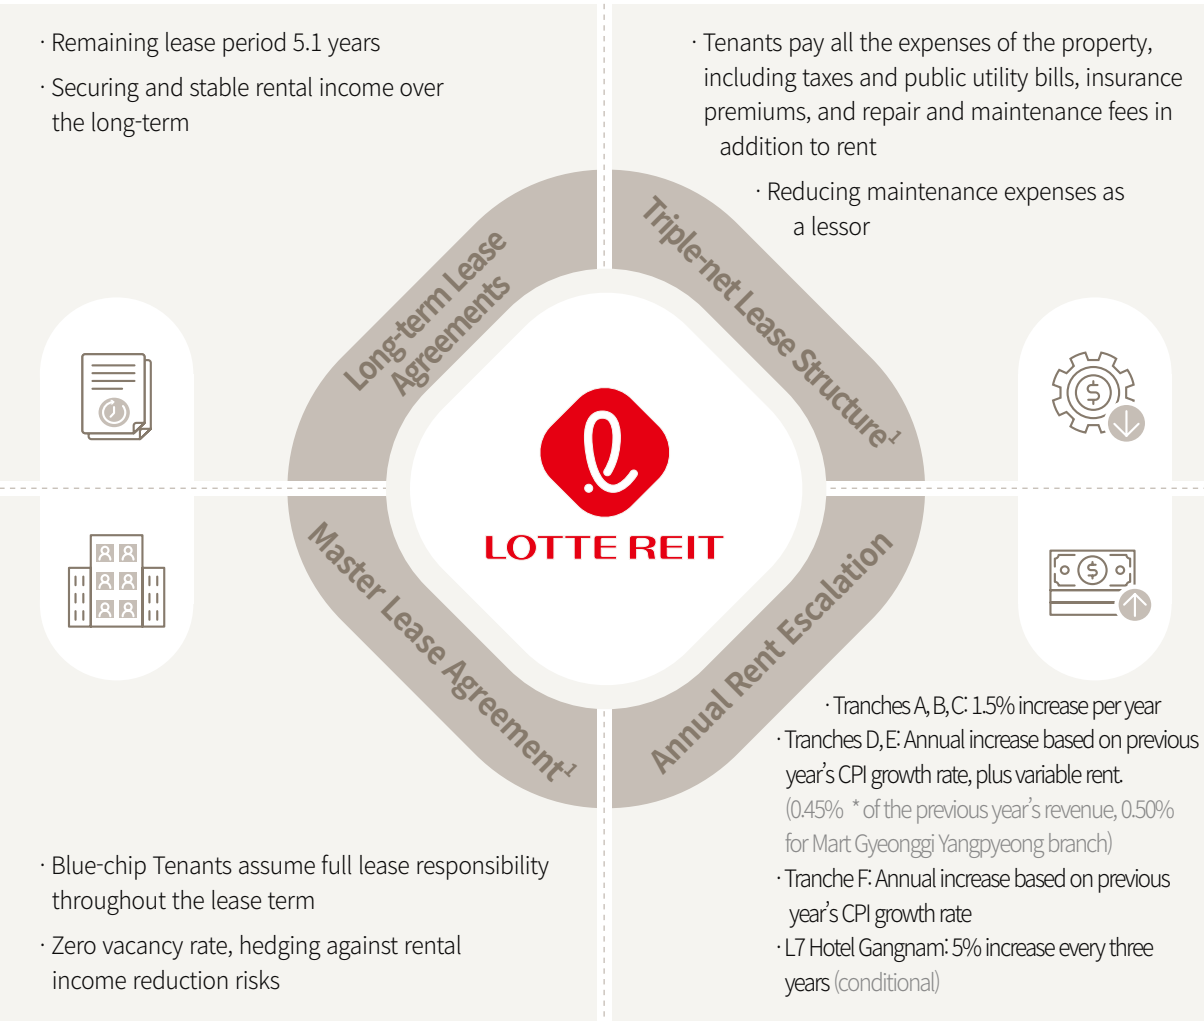 · Remaining lease period 5.1 years
· Securing and stable rental income over
the long-term
Long-term Lease
Agreements
· Tenants pay all the expenses of the property,
including taxes and public utility bills, insurance
premiums, and repair and maintenance fees in
addition to rent
· Reducing maintenance expenses as
a lessor
Triple-net Lease Structure¹
LOTTE REIT
Master Lease Agreement¹
· Blue-chip Tenants assume full lease responsibility
throughout the lease term
· Zero vacancy rate, hedging against rental
income reduction risks
Annual Rent Escalation
· Tranches A, B, C: 1.5% increase per year
· Tranches D, E: Annual increase based on previous
year's CPI growth rate, plus variable rent.
(0.45% * of the previous year's revenue, 0.50%
for Mart Gyeonggi Yangpyeong branch)
· Tranche F: Annual increase based on previous
year's CPI growth rate
· L7 Hotel Gangnam: 5% increase every three
years (conditional)